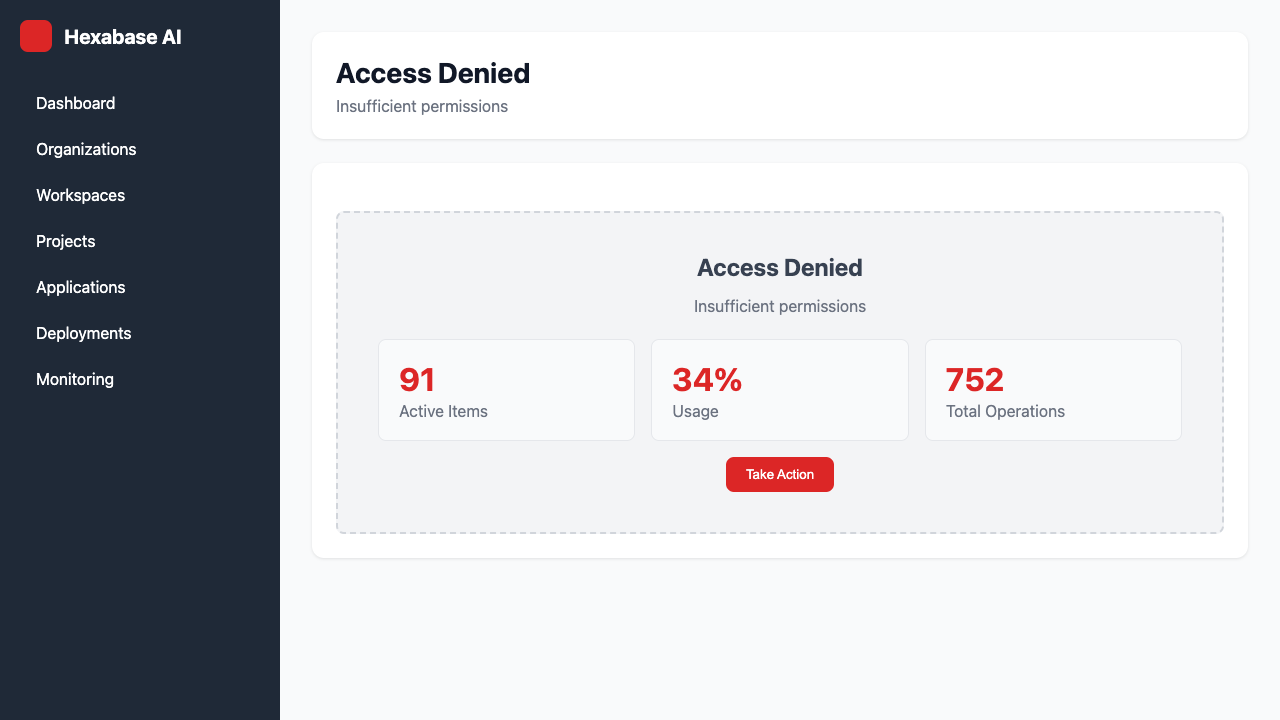 Hexabase AI
Dashboard
Organizations
Workspaces
Projects
Applications
Deployments
Monitoring
Access Denied
Insufficient permissions
Access Denied
Insufficient permissions
91
Active Items
34%
Usage
752
Total Operations
Take Action